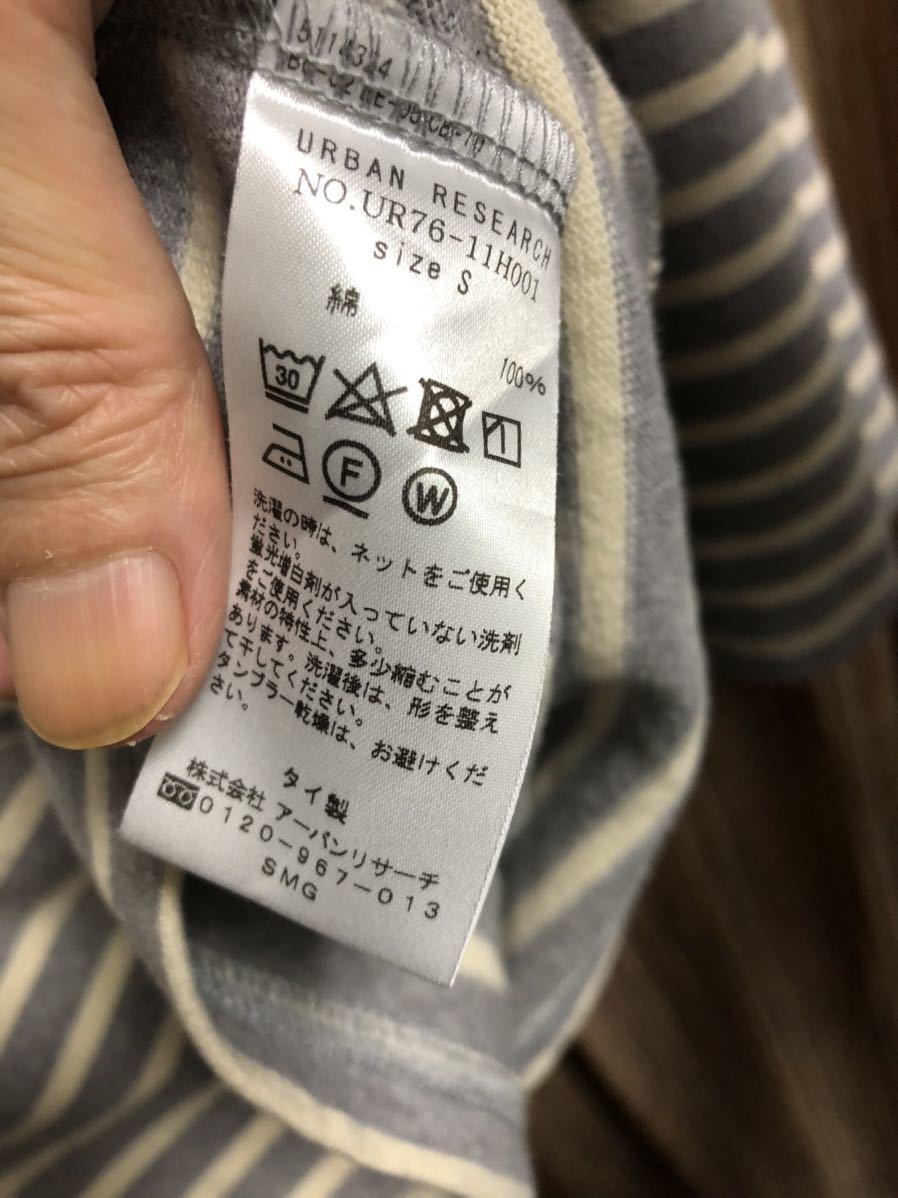 511434
URBAN RESEARCH
NO.UR76-11H001
size S
綿
100%
30
F
W
洗濯の時は、ネットをご使用く
ださい。
蛍光増白剤が入っていない洗剤
をご使用ください。
素材の特性上、多少縮むことが
あります。洗濯後は、形を整え
て干してください。
タンブラー乾燥は、お避けくだ
さい。
タイ製
株式会社 アーバンリサーチ
0120-967-013
SMG